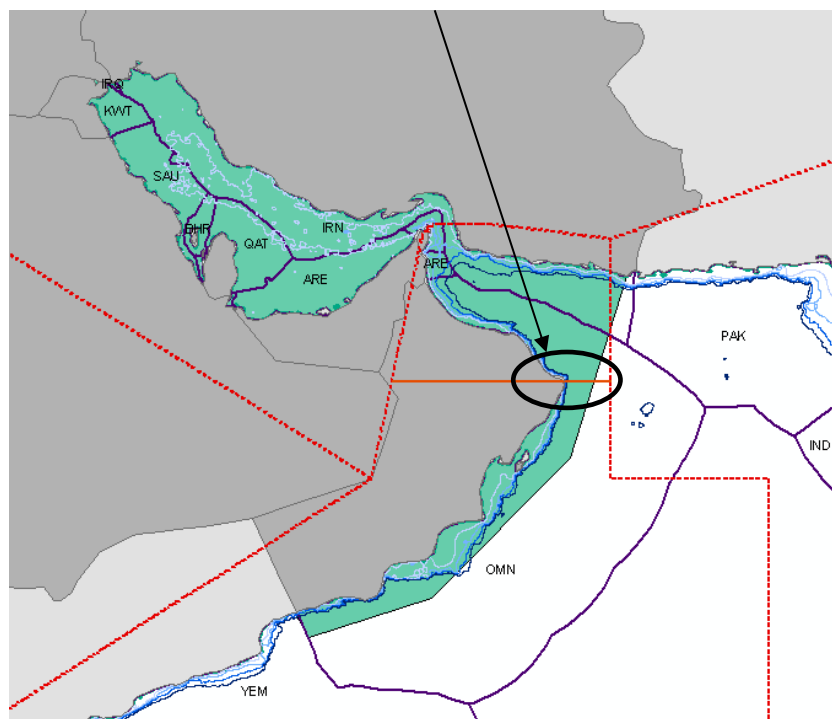 IRQ
KWT
SAU
BHR
QAT
IRN
ARE
ARE
PAK
IND
OMN
YEM